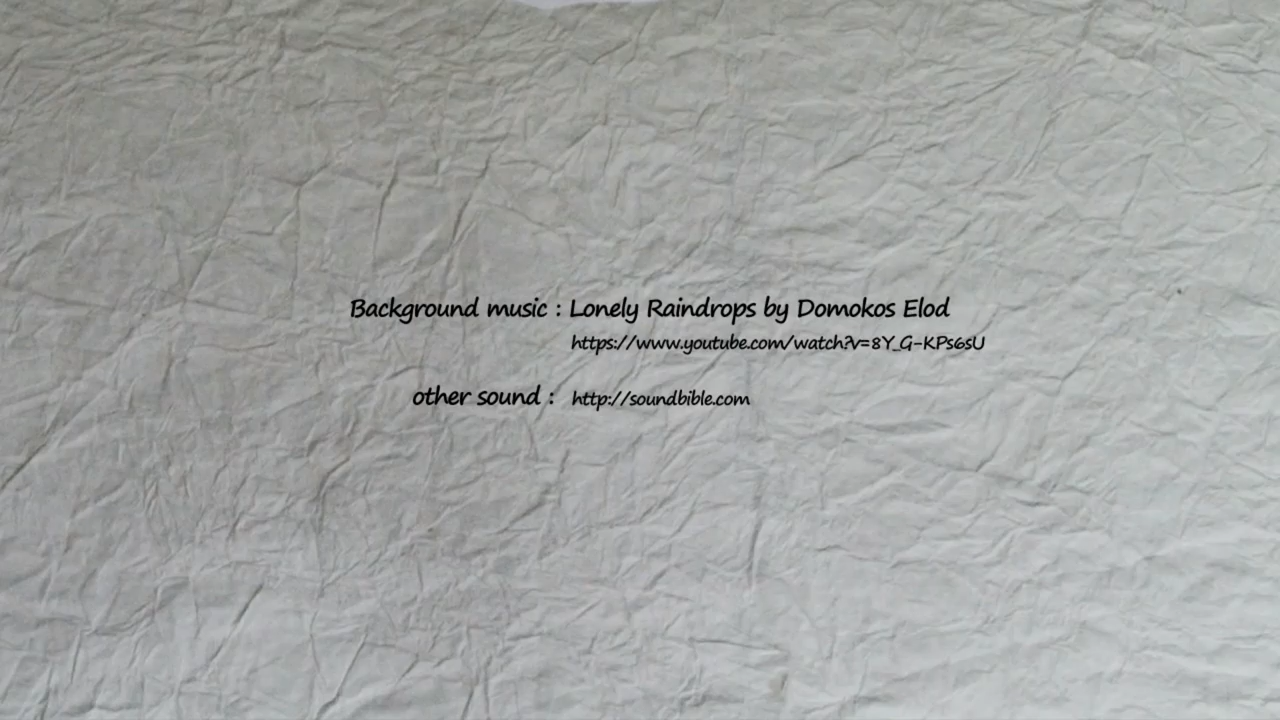 Background music : Lonely Raindrops by Domokos Elod
https://www.youtube.com/watch?v=8Y_G-KPs6sU
other sound : http://soundbible.com